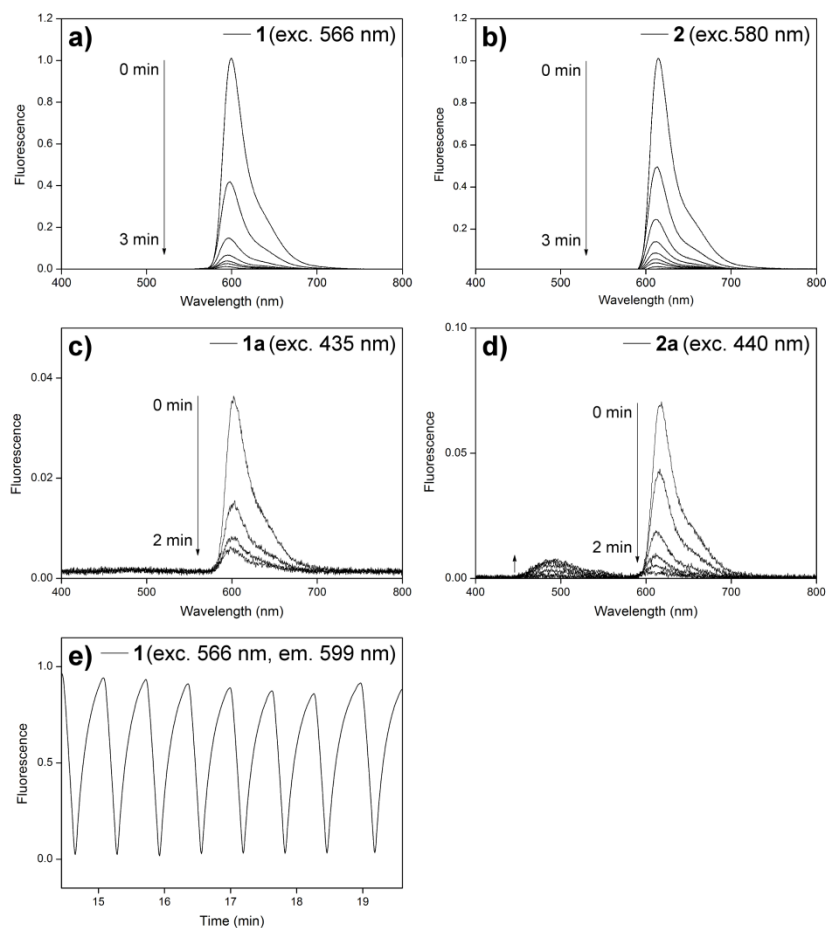 a)
1 (exc. 566 nm)
0 min
3 min
Fluorescence
1.2
1.0
0.8
0.6
0.4
0.2
0.0
400 500 600 700 800
Wavelength (nm)
b)
2 (exc.580 nm)
0 min
3 min
Fluorescence
1.2
1.0
0.8
0.6
0.4
0.2
400 500 600 700 800
Wavelength (nm)
c)
1a (exc. 435 nm)
0 min
2 min
Fluorescence
0.04
0.02
0.00
400 500 600 700 800
Wavelength (nm)
d)
2a (exc. 440 nm)
0 min
2 min
Fluorescence
0.10
0.05
0.00
400 500 600 700 800
Wavelength (nm)
e)
1 (exc. 566 nm, em. 599 nm)
Fluorescence
1.0
0.5
0.0
15 16 17 18 19
Time (min)